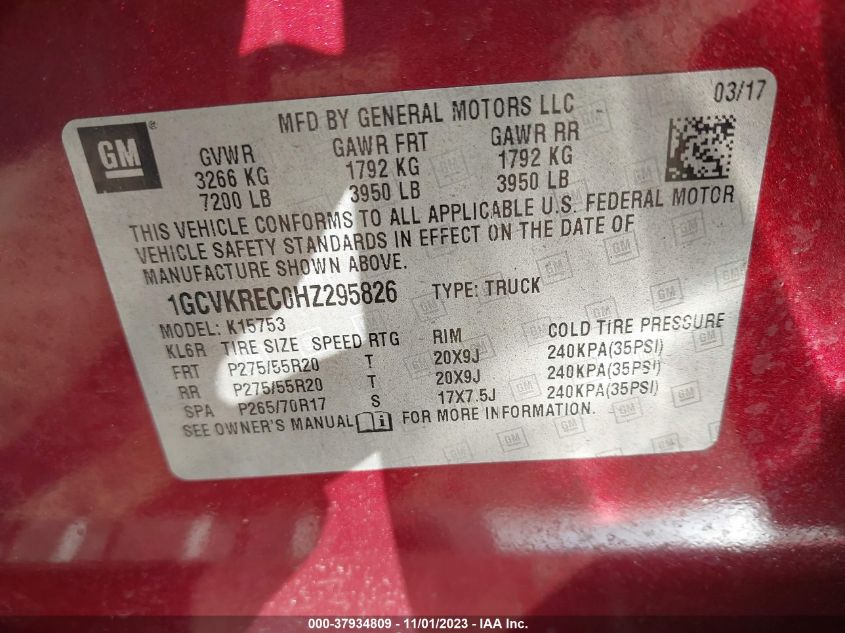 03/17
MFD BY GENERAL MOTORS LLC
GM ®
GVWR GAWR FRT GAWR RR
3266 KG 1792 KG 1792 KG
7200 LB 3950 LB 3950 LB
THIS VEHICLE CONFORMS TO ALL APPLICABLE U.S. FEDERAL MOTOR
VEHICLE SAFETY STANDARDS IN EFFECT ON THE DATE OF
MANUFACTURE SHOWN ABOVE.
1GCVKREC0HZ295826 TYPE: TRUCK
MODEL: K15753
KL6R TIRE SIZE SPEED RTG RIM COLD TIRE PRESSURE
FRT P275/55R20 T 20X9J 240KPA(35PSI)
RR P275/55R20 T 20X9J 240KPA(35PSI)
SPA P265/70R17 S 17X7.5J 240KPA(35PSI)
SEE OWNER'S MANUAL i FOR MORE INFORMATION.
000-37934809 - 11/01/2023 - IAA Inc.